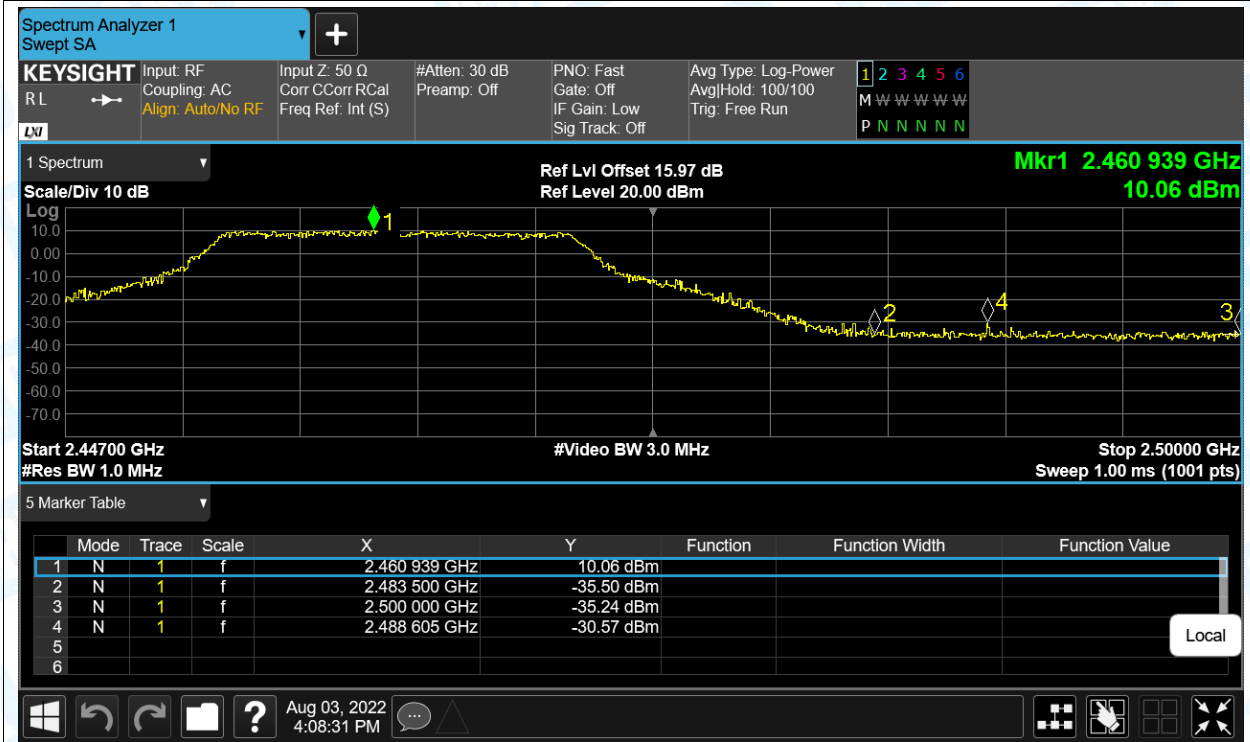 Spectrum Analyzer 1
Swept SA
+
KEYSIGHT
R L
LXI
Input: RF
Coupling: AC
Align: Auto/No RF
Input Z: 50 Ω
Corr CCorr RCal
Freq Ref: Int (S)
#Atten: 30 dB
Preamp: Off
PNO: Fast
Gate: Off
IF Gain: Low
Sig Track: Off
Avg Type: Log-Power
Avg|Hold: 100/100
Trig: Free Run
1 2 3 4 5 6
M W W W W W
P N N N N N
1 Spectrum
Scale/Div 10 dB
Ref Lvl Offset 15.97 dB
Ref Level 20.00 dBm
Mkr1 2.460 939 GHz
10.06 dBm
Log
10.0
0.00
-10.0
-20.0
-30.0
-40.0
-50.0
-60.0
-70.0
1
2
4
3
Start 2.44700 GHz
#Res BW 1.0 MHz
#Video BW 3.0 MHz
Stop 2.50000 GHz
Sweep 1.00 ms (1001 pts)
5 Marker Table
Mode Trace Scale X Y Function Function Width Function Value
1 N 1 f 2.460 939 GHz 10.06 dBm
2 N 1 f 2.483 500 GHz -35.50 dBm
3 N 1 f 2.500 000 GHz -35.24 dBm
4 N 1 f 2.488 605 GHz -30.57 dBm
5
6
Local
?
Aug 03, 2022
4:08:31 PM